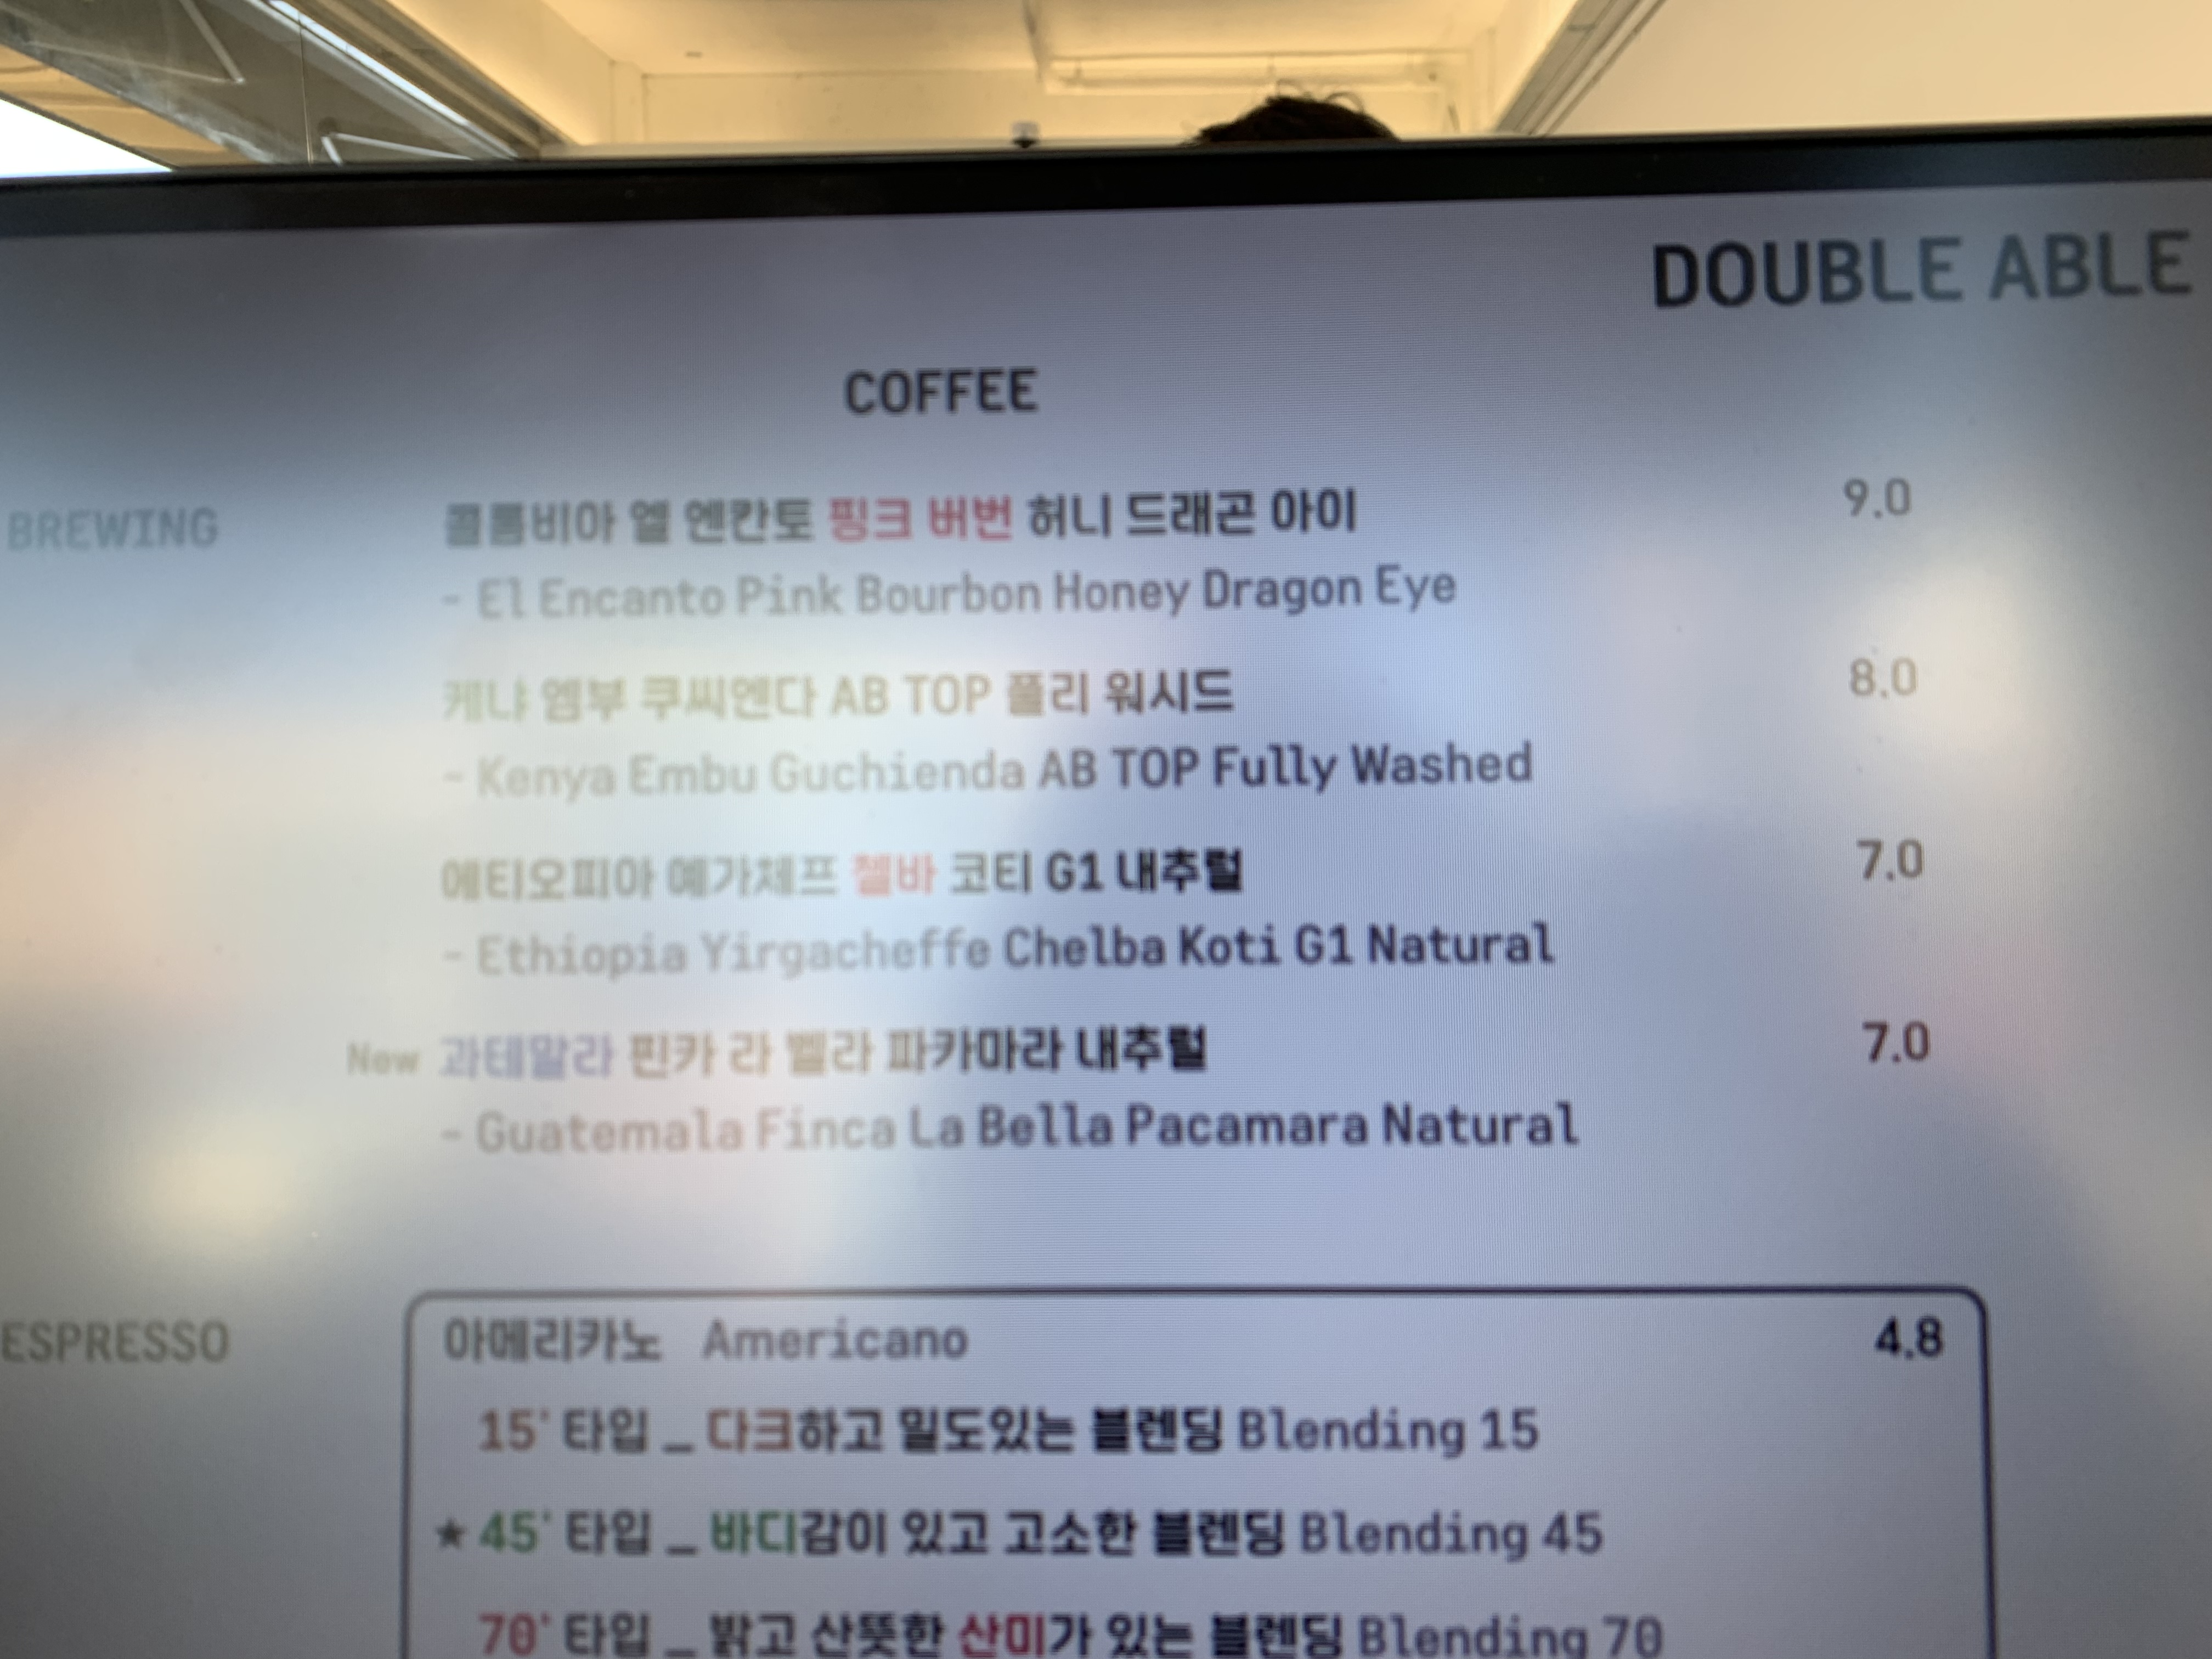 DOUBLE ABLE
COFFEE
BREWING
콜롬비아 엘 엔칸토 핑크 버번 허니 드래곤 아이 9.0
- El Encanto Pink Bourbon Honey Dragon Eye
케냐 엠부 쿠씨엔다 AB TOP 풀리 워시드 8.0
- Kenya Embu Guchienda AB TOP Fully Washed
에티오피아 예가체프 첼바 코티 G1 내추럴 7.0
- Ethiopia Yirgacheffe Chelba Koti G1 Natural
New 과테말라 핀카 라 벨라 파카마라 내추럴 7.0
- Guatemala Finca La Bella Pacamara Natural
ESPRESSO
아메리카노 Americano 4.8
15' 타입 _ 다크하고 밀도있는 블렌딩 Blending 15
★ 45' 타입 _ 바디감이 있고 고소한 블렌딩 Blending 45
70' 타입 _ 밝고 산뜻한 산미가 있는 블렌딩 Blending 70